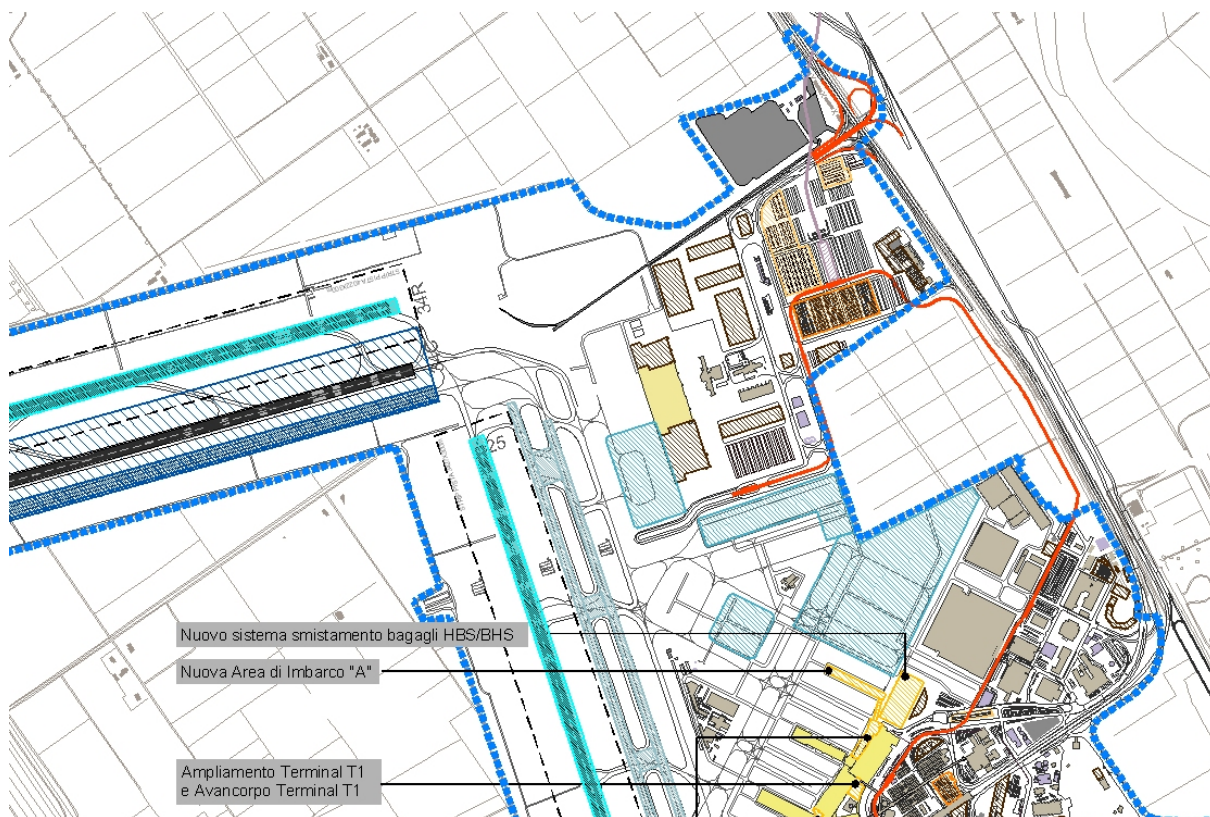 34R
25
Nuovo sistema smistamento bagagli HBS/BHS
Nuova Area di Imbarco "A"
Ampliamento Terminal T1
e Avancorpo Terminal T1